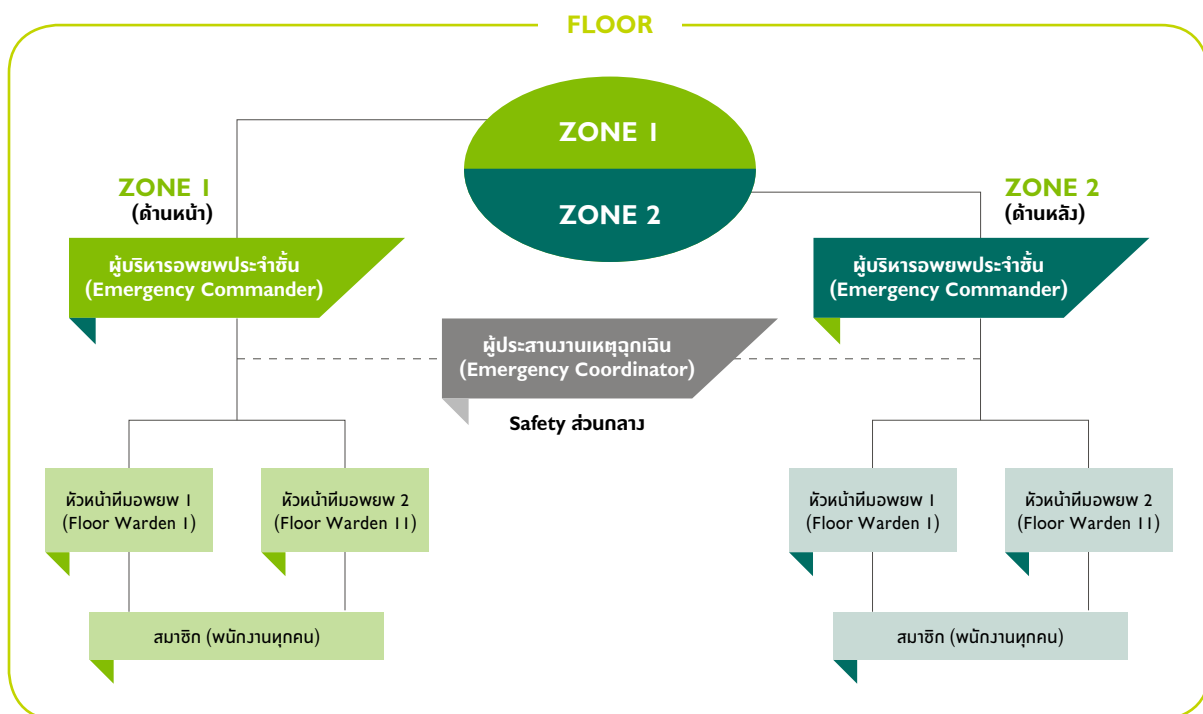 FLOOR
ZONE 1
ZONE 2
ZONE 1
(ด้านหน้า)
ผู้บริหารอพยพประจำชั้น
(Emergency Commander)
ZONE 2
(ด้านหลัง)
ผู้บริหารอพยพประจำชั้น
(Emergency Commander)
ผู้ประสานงานเหตุฉุกเฉิน
(Emergency Coordinator)
Safety ส่วนกลาง
หัวหน้าทีมอพยพ 1
(Floor Warden 1)
หัวหน้าทีมอพยพ 2
(Floor Warden 11)
สมาชิก (พนักงานทุกคน)
หัวหน้าทีมอพยพ 1
(Floor Warden 1)
หัวหน้าทีมอพยพ 2
(Floor Warden 11)
สมาชิก (พนักงานทุกคน)